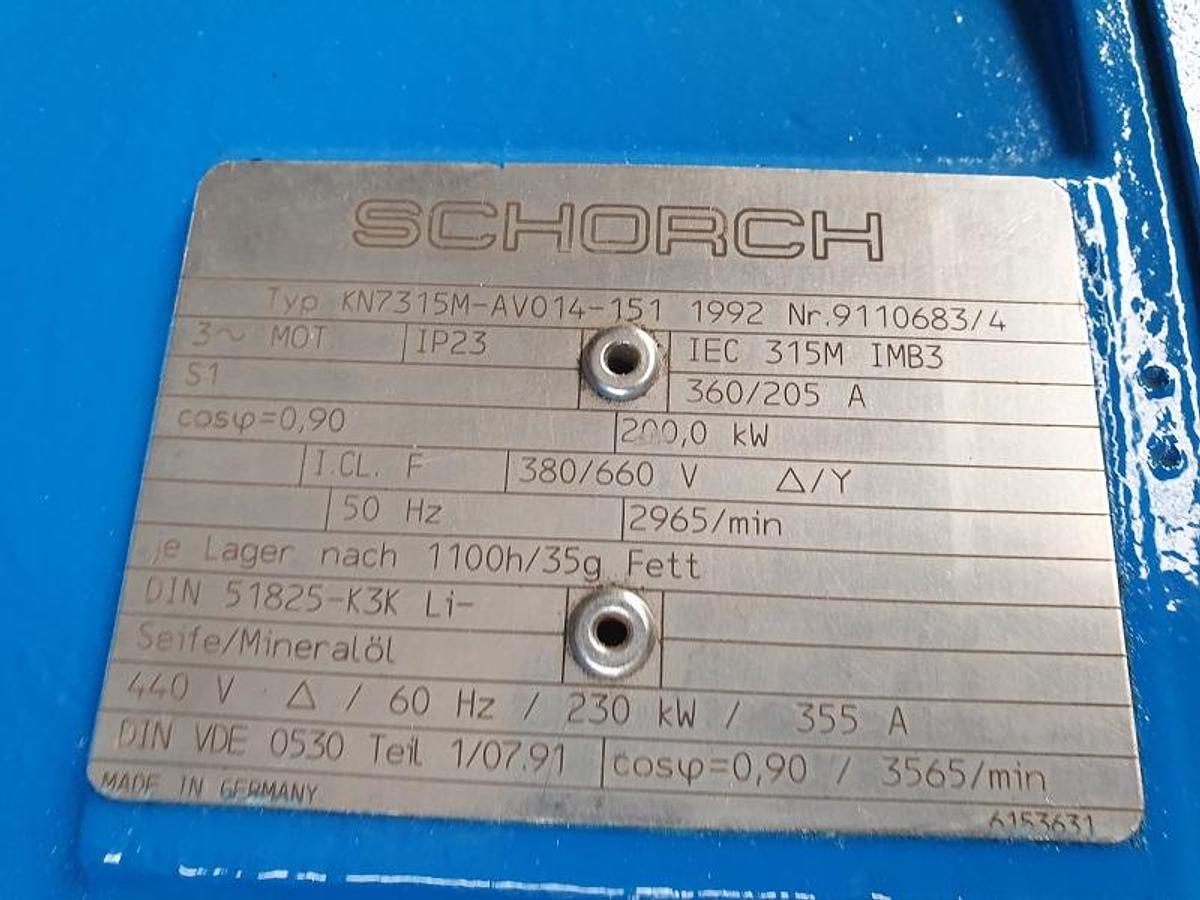 SCHORCH
Typ KN7315M-AV014-151 1992 Nr.9110683/4
3~ MOT IP23 IEC 315M IMB3
S1 360/205 A
cosφ=0,90 200,0 kW
I.CL. F 380/660 V △/Y
50 Hz 2965/min
je Lager nach 1100h/35g Fett
DIN 51825-K3K Li-
Seife/Mineralöl
440 V △ / 60 Hz / 230 kW / 355 A
DIN VDE 0530 Teil 1/07.91 cosφ=0,90 / 3565/min
MADE IN GERMANY 6153631